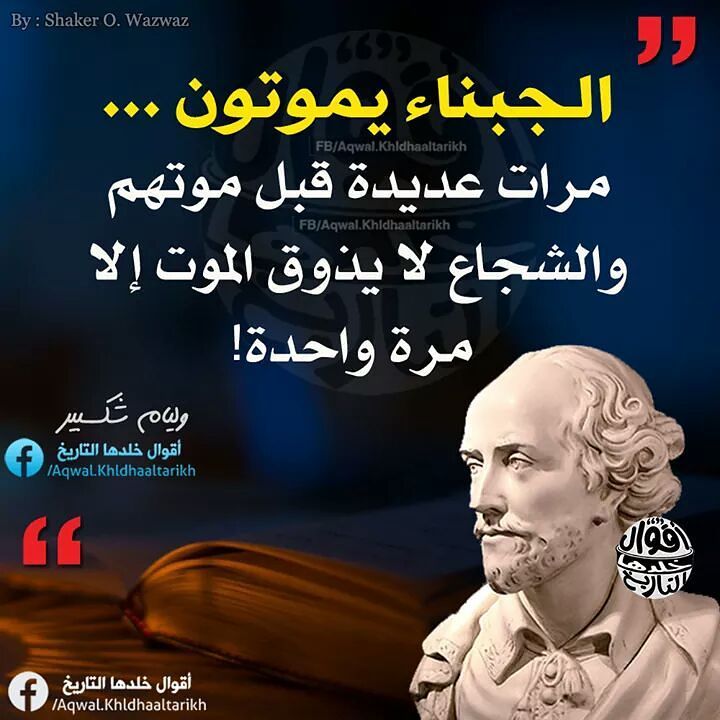 By : Shaker O. Wazwaz
الجبناء يموتون ...
FB/Aqwal.Khldhaaltarikh
مرات عديدة قبل موتهم
FB/Aqwal.Khldhaaltarikh
والشجاع لا يذوق الموت إلا
مرة واحدة!
وليام شكسبير
أقوال خلدها التاريخ
/Aqwal.Khldhaaltarikh
أقوال خلدها التاريخ
أقوال خلدها التاريخ
/Aqwal.Khldhaaltarikh